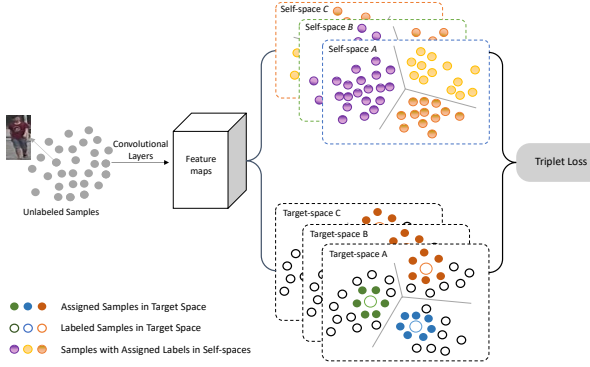 Self-space C
Self-space B
Self-space A
Convolutional
Layers
Feature
maps
Unlabeled Samples
Triplet Loss
Target-space C
Target-space B
Target-space A
Assigned Samples in Target Space
Labeled Samples in Target Space
Samples with Assigned Labels in Self-spaces